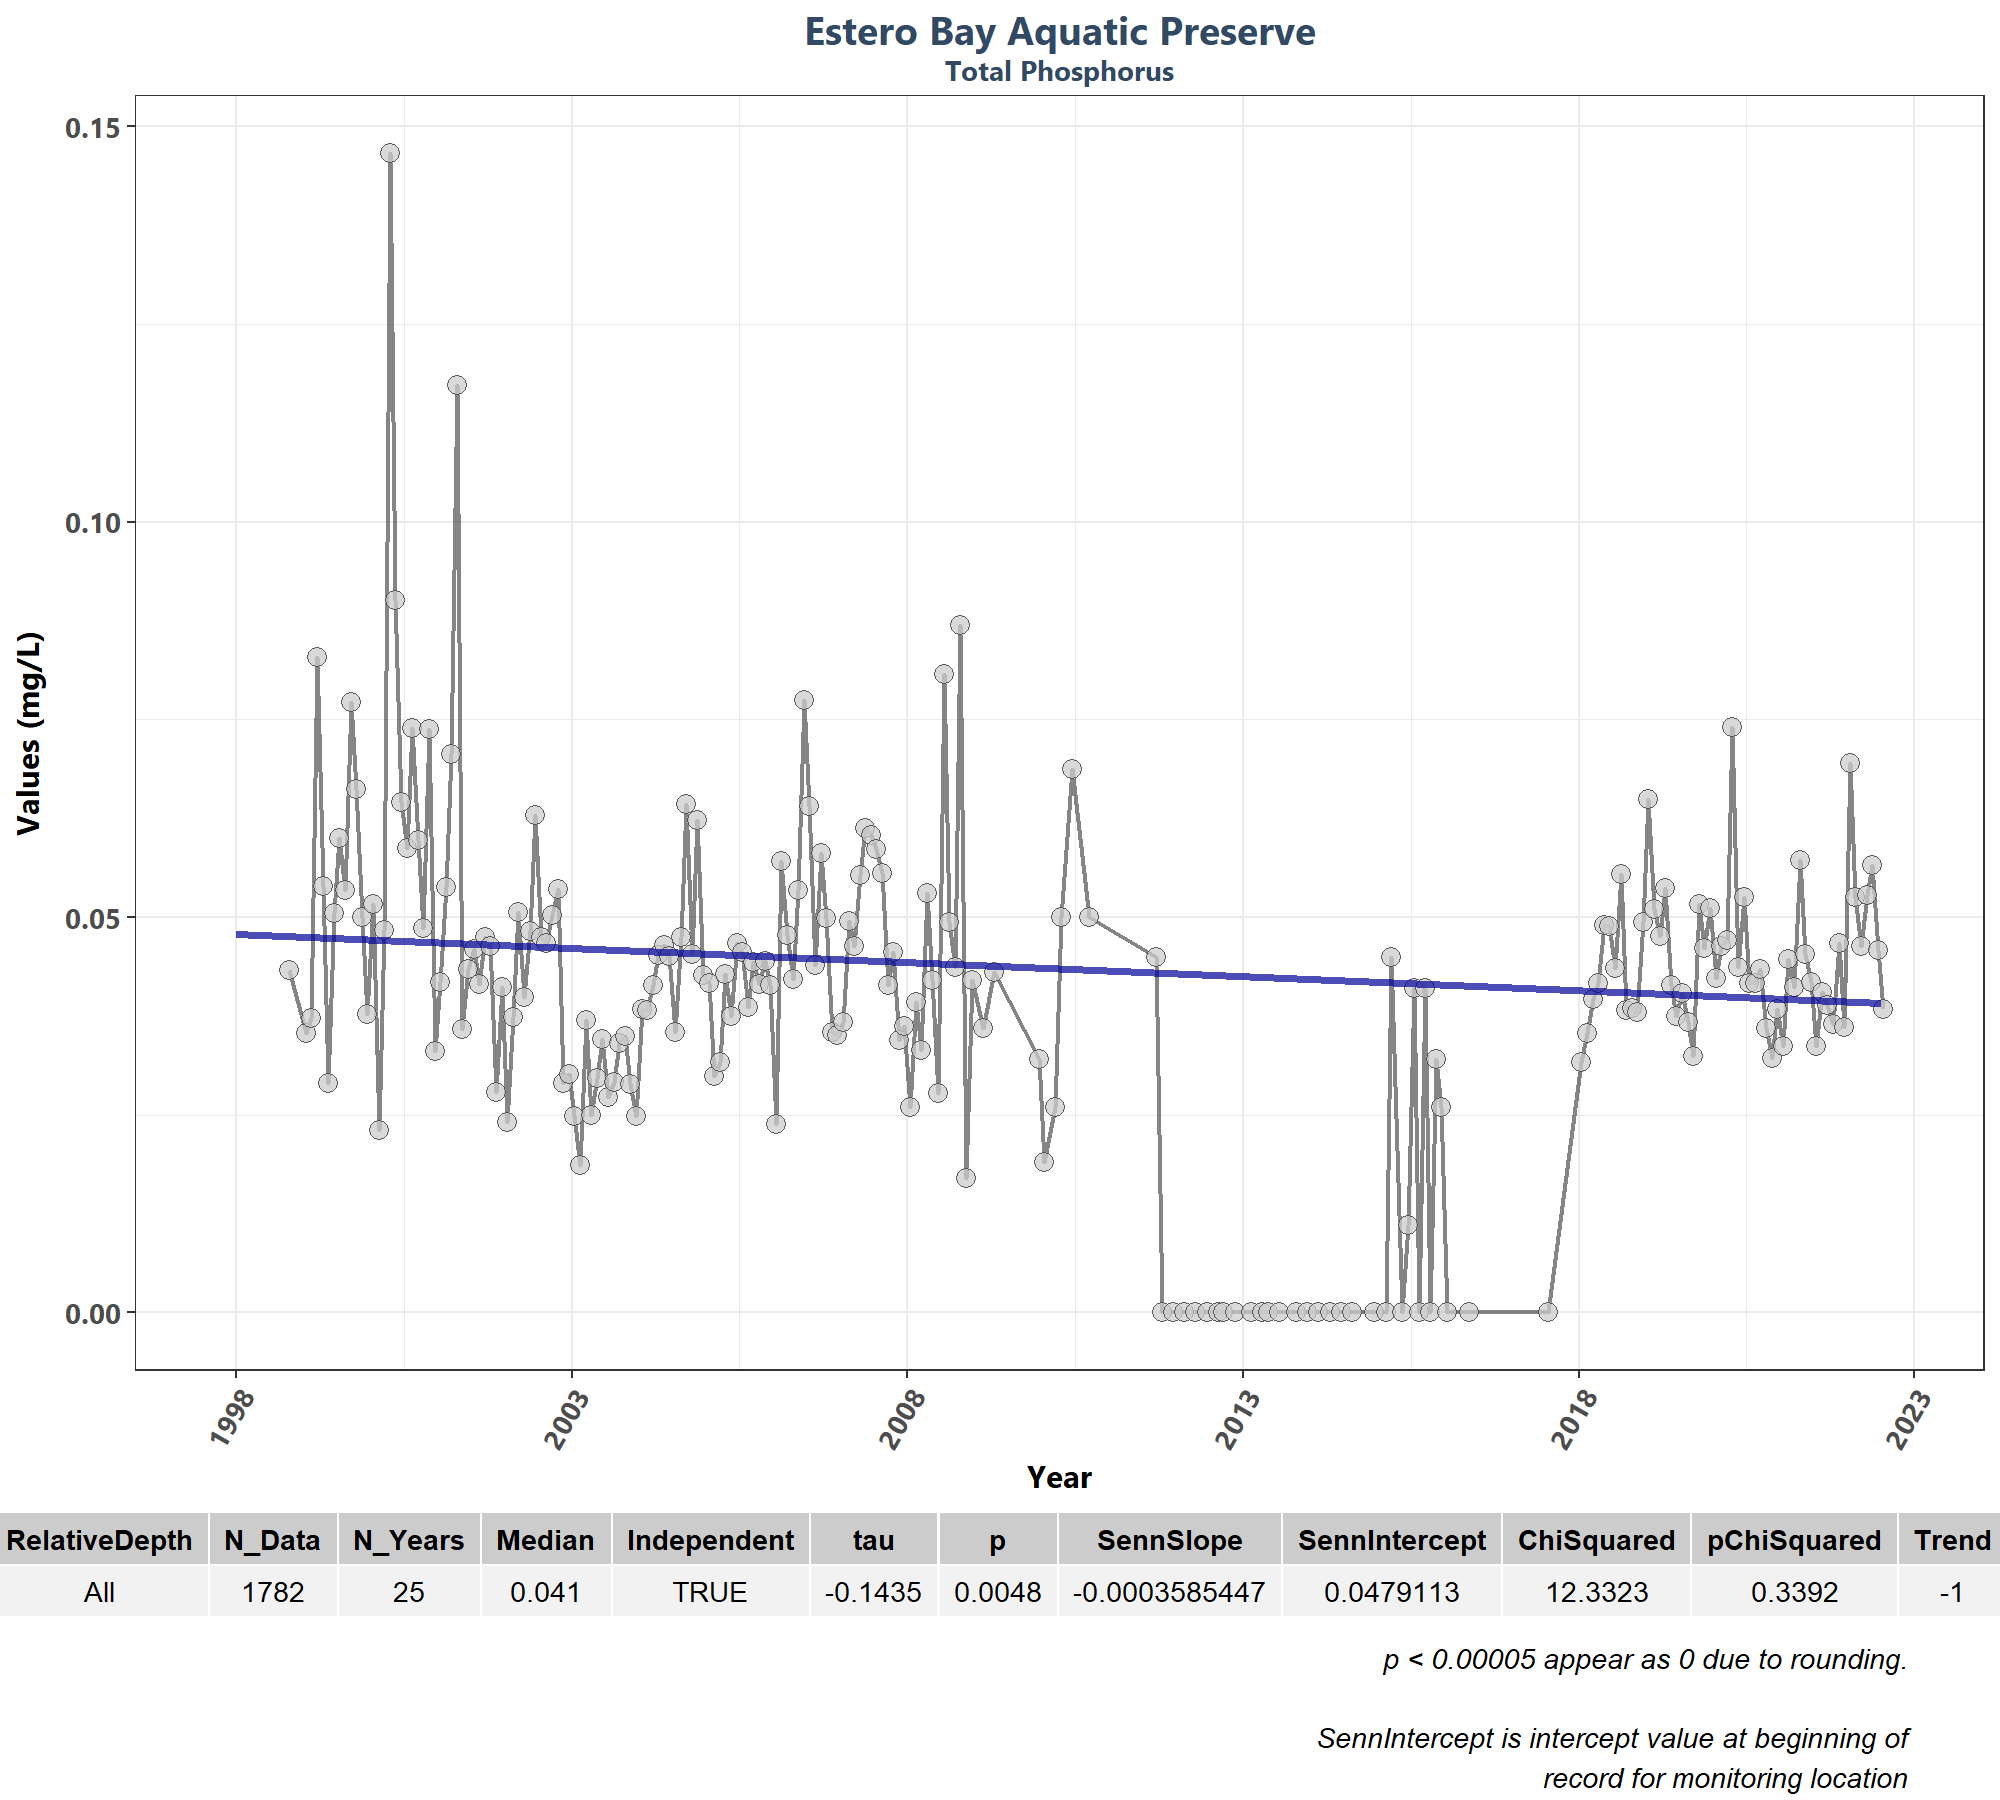 Estero Bay Aquatic Preserve
Total Phosphorus
Values (mg/L)
0.15
0.10
0.05
0.00
1998 2003 2008 2013 2018 2023
Year
RelativeDepth N_Data N_Years Median Independent tau p SennSlope SennIntercept ChiSquared pChiSquared Trend
All 1782 25 0.041 TRUE -0.1435 0.0048 -0.0003585447 0.0479113 12.3323 0.3392 -1
p < 0.00005 appear as 0 due to rounding.
SennIntercept is intercept value at beginning of
record for monitoring location